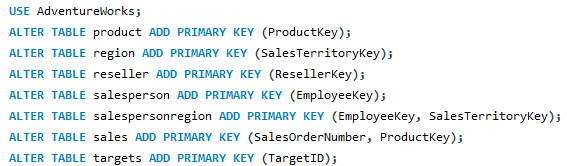 USE AdventureWorks;
ALTER TABLE product ADD PRIMARY KEY (ProductKey);
ALTER TABLE region ADD PRIMARY KEY (SalesTerritoryKey);
ALTER TABLE reseller ADD PRIMARY KEY (ResellerKey);
ALTER TABLE salesperson ADD PRIMARY KEY (EmployeeKey);
ALTER TABLE salespersonregion ADD PRIMARY KEY (EmployeeKey, SalesTerritoryKey);
ALTER TABLE sales ADD PRIMARY KEY (SalesOrderNumber, ProductKey);
ALTER TABLE targets ADD PRIMARY KEY (TargetID);